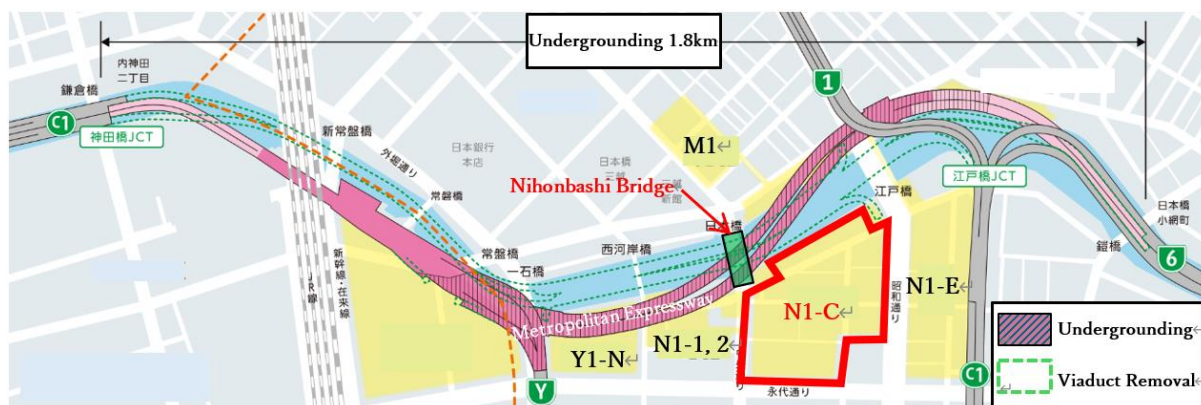 Undergrounding 1.8km
内神田
二丁目
鎌倉橋
C1
神田橋JCT
新常盤橋
外堀通り
常盤橋
日本銀行
本店
日本橋
三越
三越
新館
M1
Nihonbashi Bridge
日本橋
1
江戸橋
江戸橋JCT
日本橋
小網町
鎧橋
6
常盤橋
一石橋
西河岸橋
新幹線・在来線
JR線
Metropolitan Expressway
Y1-N
N1-1, 2
N1-C
昭和通り
N1-E
Y
永代通り
C1
Undergrounding
Viaduct Removal